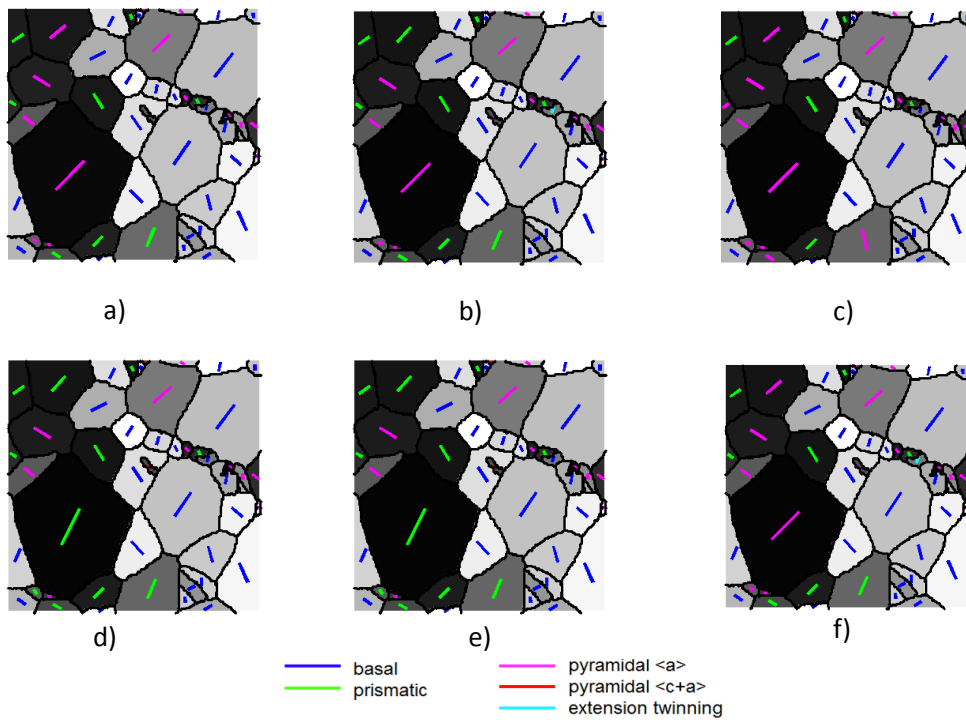 a)
b)
c)
d)
e)
f)
basal
prismatic
pyramidal <a>
pyramidal <c+a>
extension twinning